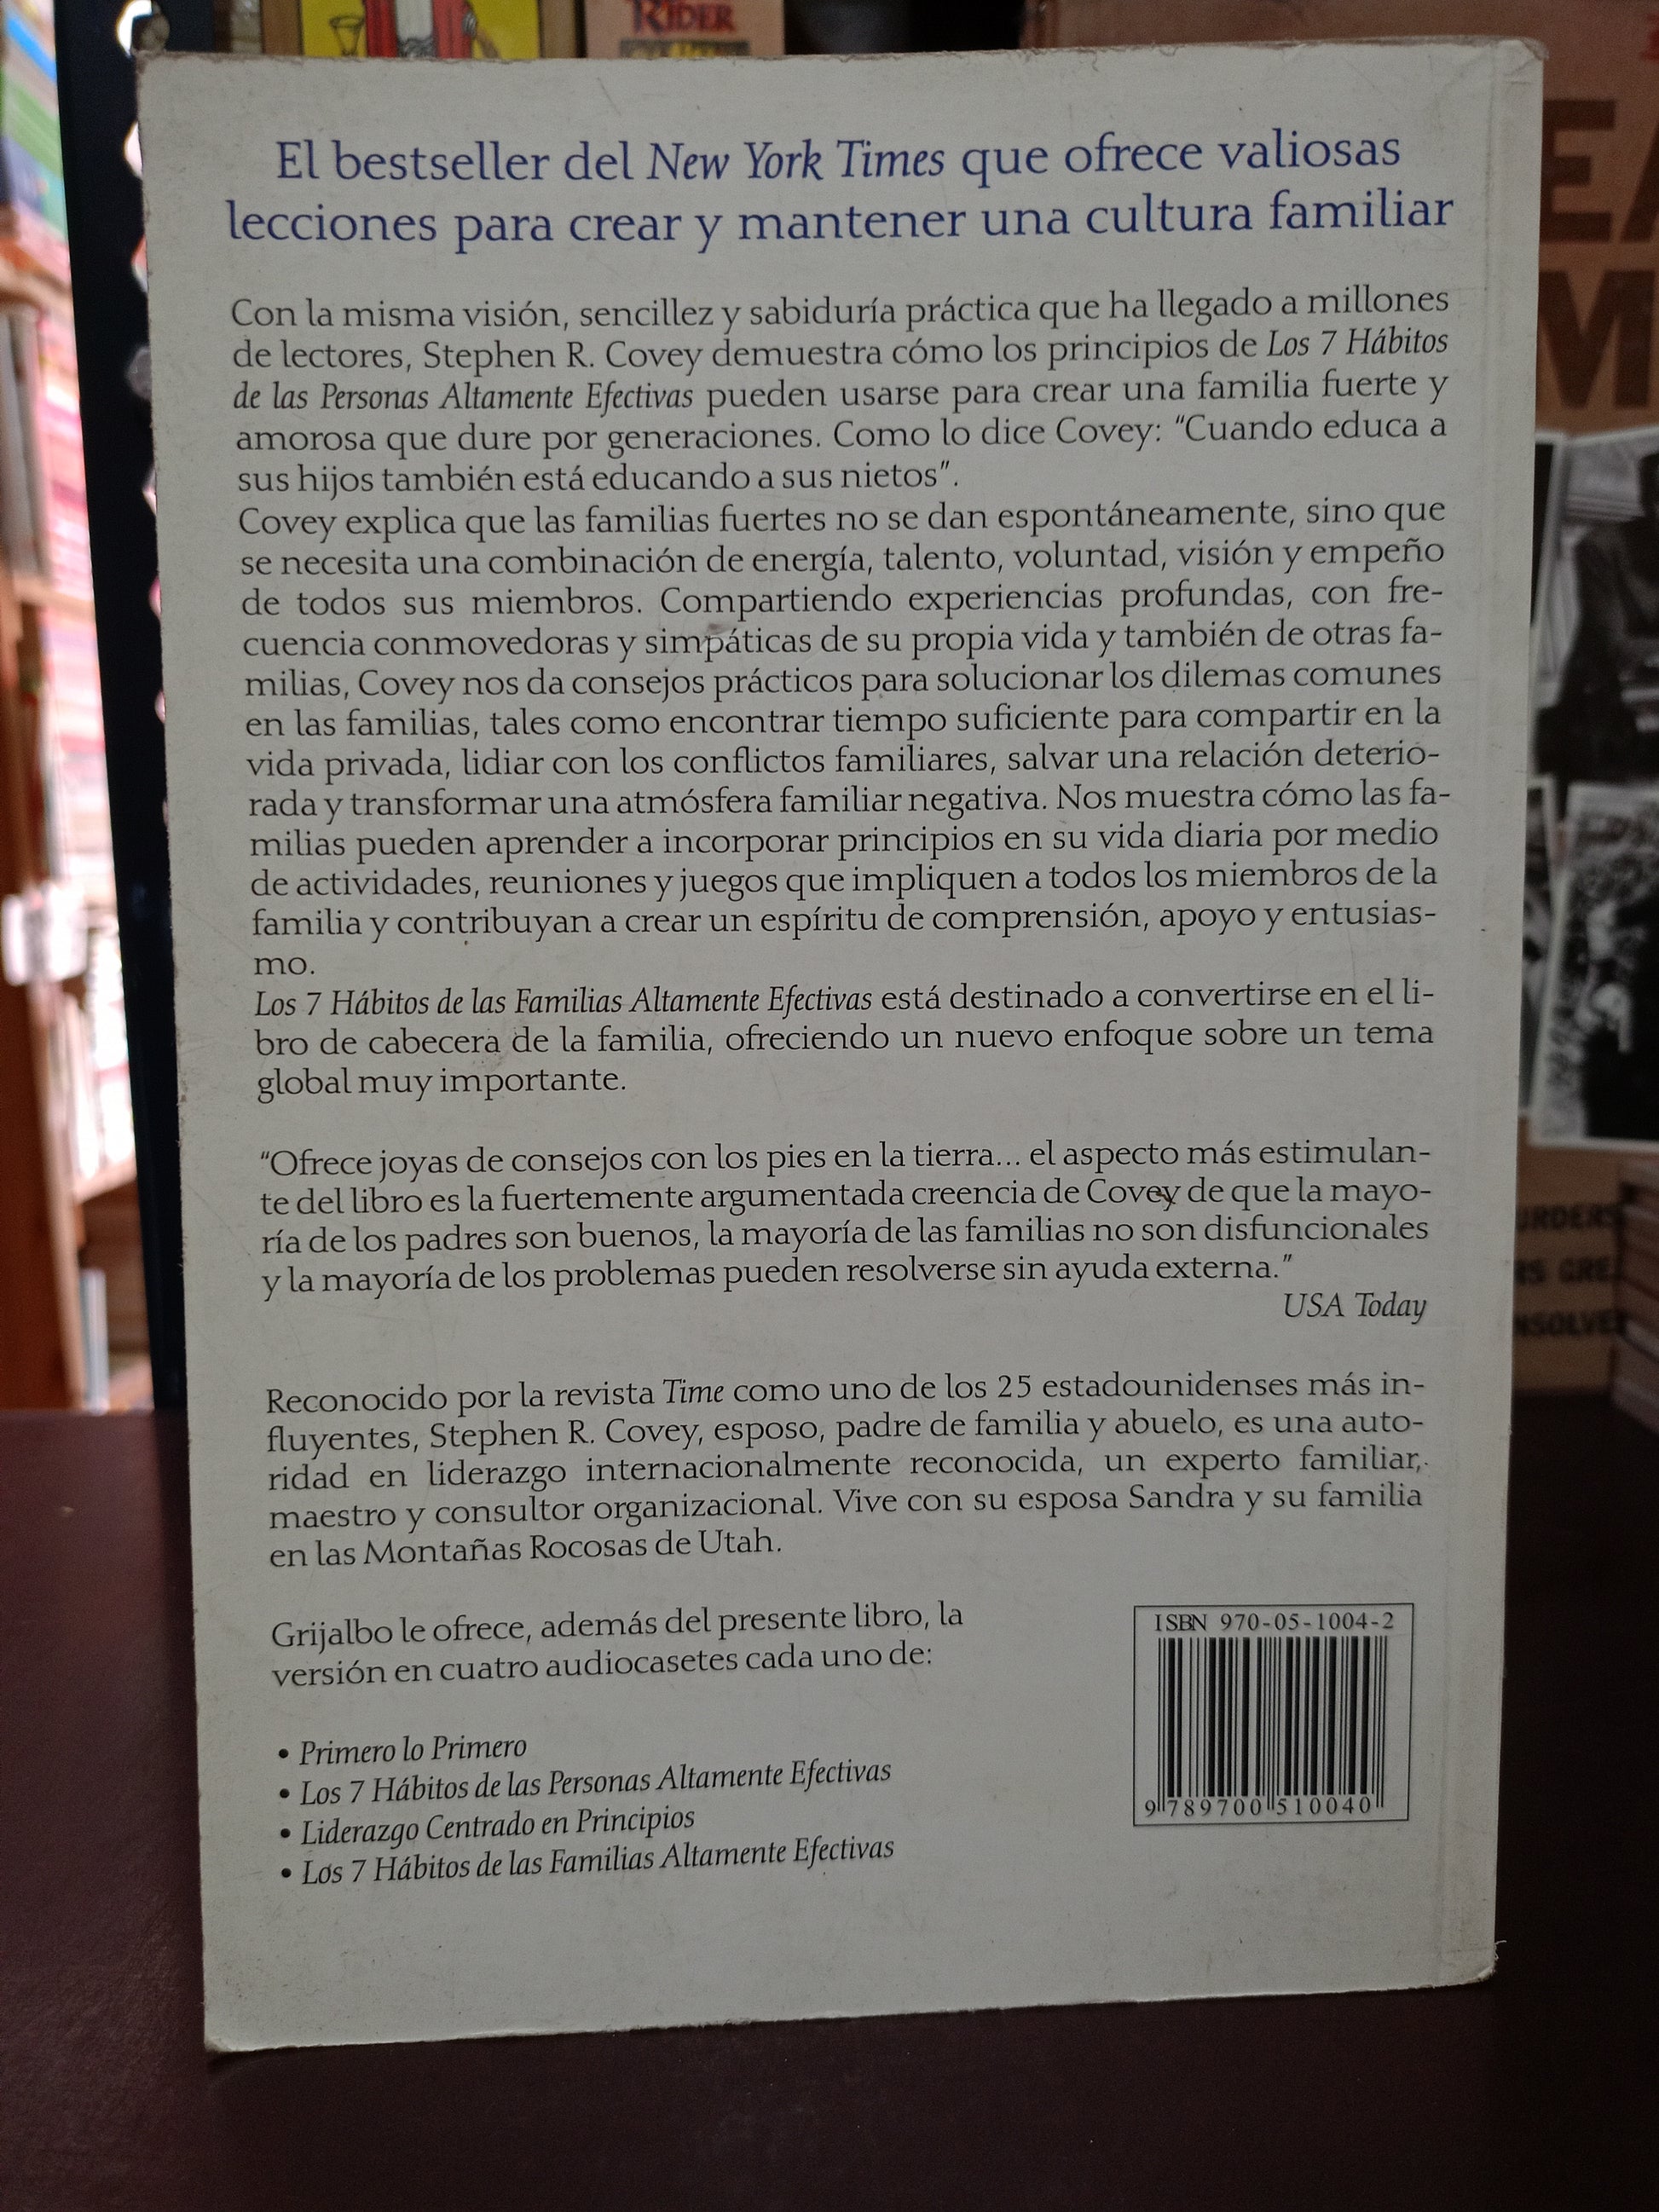 RIDER
El bestseller del New York Times que ofrece valiosas
lecciones para crear y mantener una cultura familiar
Con la misma visión, sencillez y sabiduría práctica que ha llegado a millones
de lectores, Stephen R. Covey demuestra cómo los principios de Los 7 Hábitos
de las Personas Altamente Efectivas pueden usarse para crear una familia fuerte y
amorosa que dure por generaciones. Como lo dice Covey: "Cuando educa a
sus hijos también está educando a sus nietos".
Covey explica que las familias fuertes no se dan espontáneamente, sino que
se necesita una combinación de energía, talento, voluntad, visión y empeño
de todos sus miembros. Compartiendo experiencias profundas, con fre-
cuencia conmovedoras y simpáticas de su propia vida y también de otras fa-
milias, Covey nos da consejos prácticos para solucionar los dilemas comunes
en las familias, tales como encontrar tiempo suficiente para compartir en la
vida privada, lidiar con los conflictos familiares, salvar una relación deterio-
rada y transformar una atmósfera familiar negativa. Nos muestra cómo las fa-
milias pueden aprender a incorporar principios en su vida diaria por medio
de actividades, reuniones y juegos que impliquen a todos los miembros de la
familia y contribuyan a crear un espíritu de comprensión, apoyo y entusias-
mo.
Los 7 Hábitos de las Familias Altamente Efectivas está destinado a convertirse en el li-
bro de cabecera de la familia, ofreciendo un nuevo enfoque sobre un tema
global muy importante.
"Ofrece joyas de consejos con los pies en la tierra... el aspecto más estimulan-
te del libro es la fuertemente argumentada creencia de Covey de que la mayo-
ría de los padres son buenos, la mayoría de las familias no son disfuncionales
y la mayoría de los problemas pueden resolverse sin ayuda externa."
USA Today
Reconocido por la revista Time como uno de los 25 estadounidenses más in-
fluyentes, Stephen R. Covey, esposo, padre de familia y abuelo, es una auto-
ridad en liderazgo internacionalmente reconocida, un experto familiar,
maestro y consultor organizacional. Vive con su esposa Sandra y su familia
en las Montañas Rocosas de Utah.
Grijalbo le ofrece, además del presente libro, la
versión en cuatro audiocasetes cada uno de:
• Primero lo Primero
• Los 7 Hábitos de las Personas Altamente Efectivas
• Liderazgo Centrado en Principios
• Los 7 Hábitos de las Familias Altamente Efectivas
ISBN 970-05-1004-2
9 789700 510040